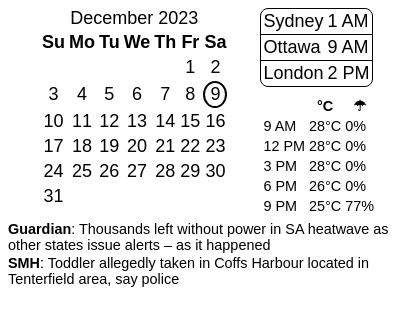 December 2023
Su Mo Tu We Th Fr Sa
1 2
3 4 5 6 7 8 9
10 11 12 13 14 15 16
17 18 19 20 21 22 23
24 25 26 27 28 29 30
31
Sydney 1 AM
Ottawa 9 AM
London 2 PM
°C ☂
9 AM 28°C 0%
12 PM 28°C 0%
3 PM 28°C 0%
6 PM 26°C 0%
9 PM 25°C 77%
Guardian: Thousands left without power in SA heatwave as
other states issue alerts – as it happened
SMH: Toddler allegedly taken in Coffs Harbour located in
Tenterfield area, say police